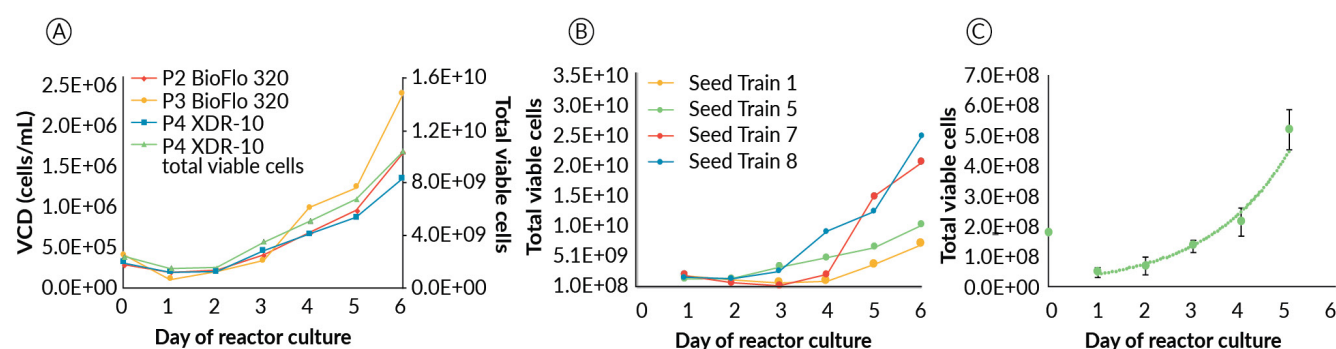 A
VCD (cells/mL)
2.5E+06
2.0E+06
1.5E+06
1.0E+06
5.0E+05
0.0E+00
P2 BioFlo 320
P3 BioFlo 320
P4 XDR-10
P4 XDR-10
total viable cells
1.6E+10
1.2E+10
8.0E+09
4.0E+09
0.0E+00
Total viable cells
0 1 2 3 4 5 6
Day of reactor culture
B
Total viable cells
3.5E+10
3.0E+10
2.5E+10
2.0E+10
1.5E+10
1.0E+10
5.1E+09
1.0E+08
Seed Train 1
Seed Train 5
Seed Train 7
Seed Train 8
0 1 2 3 4 5 6
Day of reactor culture
C
Total viable cells
7.0E+08
6.0E+08
5.0E+08
4.0E+08
3.0E+08
2.0E+08
1.0E+08
0.0E+00
0 1 2 3 4 5 6
Day of reactor culture